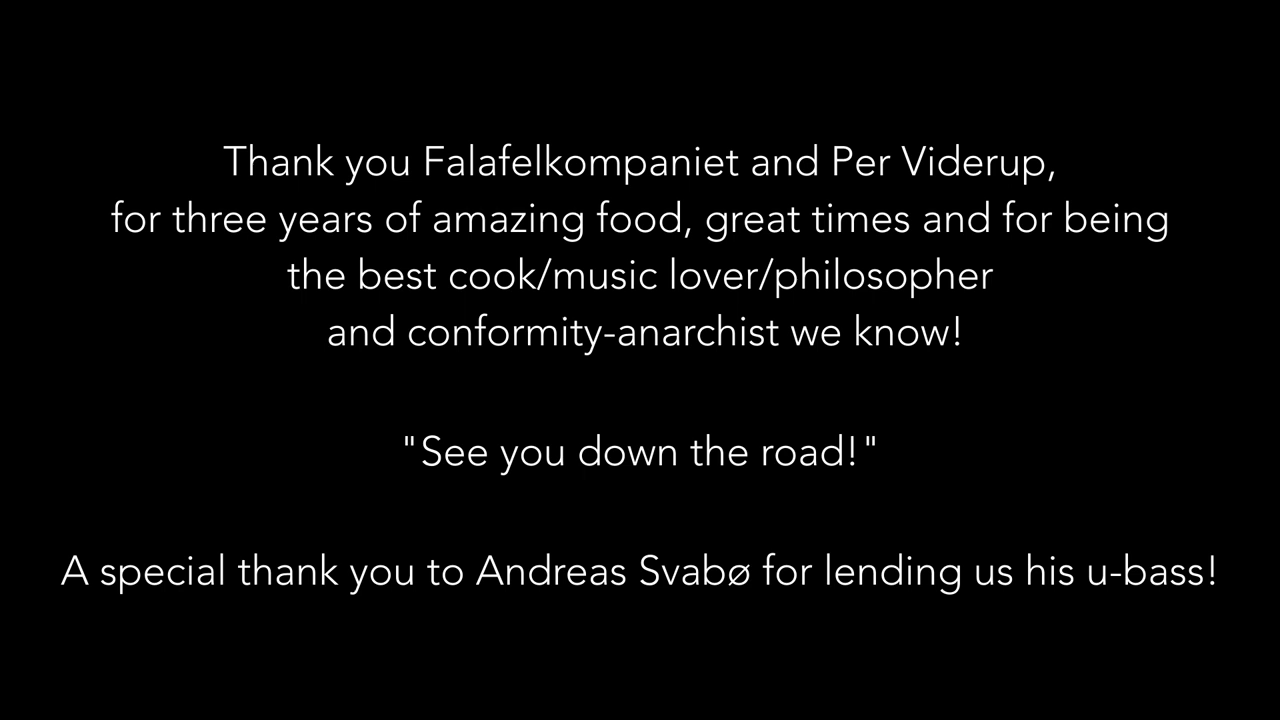 Thank you Falafelkompaniet and Per Viderup,
for three years of amazing food, great times and for being
the best cook/music lover/philosopher
and conformity-anarchist we know!
"See you down the road!"
A special thank you to Andreas Svabø for lending us his u-bass!